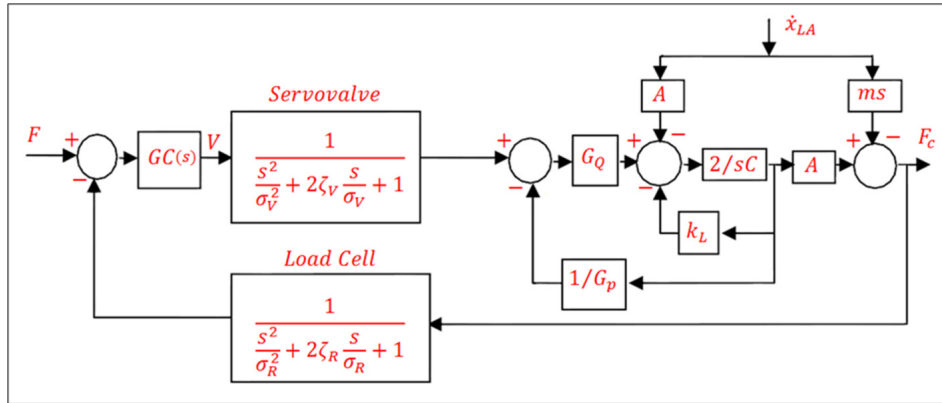 ẋ_LA
A
ms
Servovalve
F
+
−
GC(s)
V
1
s²/σ_V² + 2ζ_V s/σ_V + 1
+
−
G_Q
+
−
−
2/sC
A
+
−
F_c
k_L
1/G_p
Load Cell
1
s²/σ_R² + 2ζ_R s/σ_R + 1